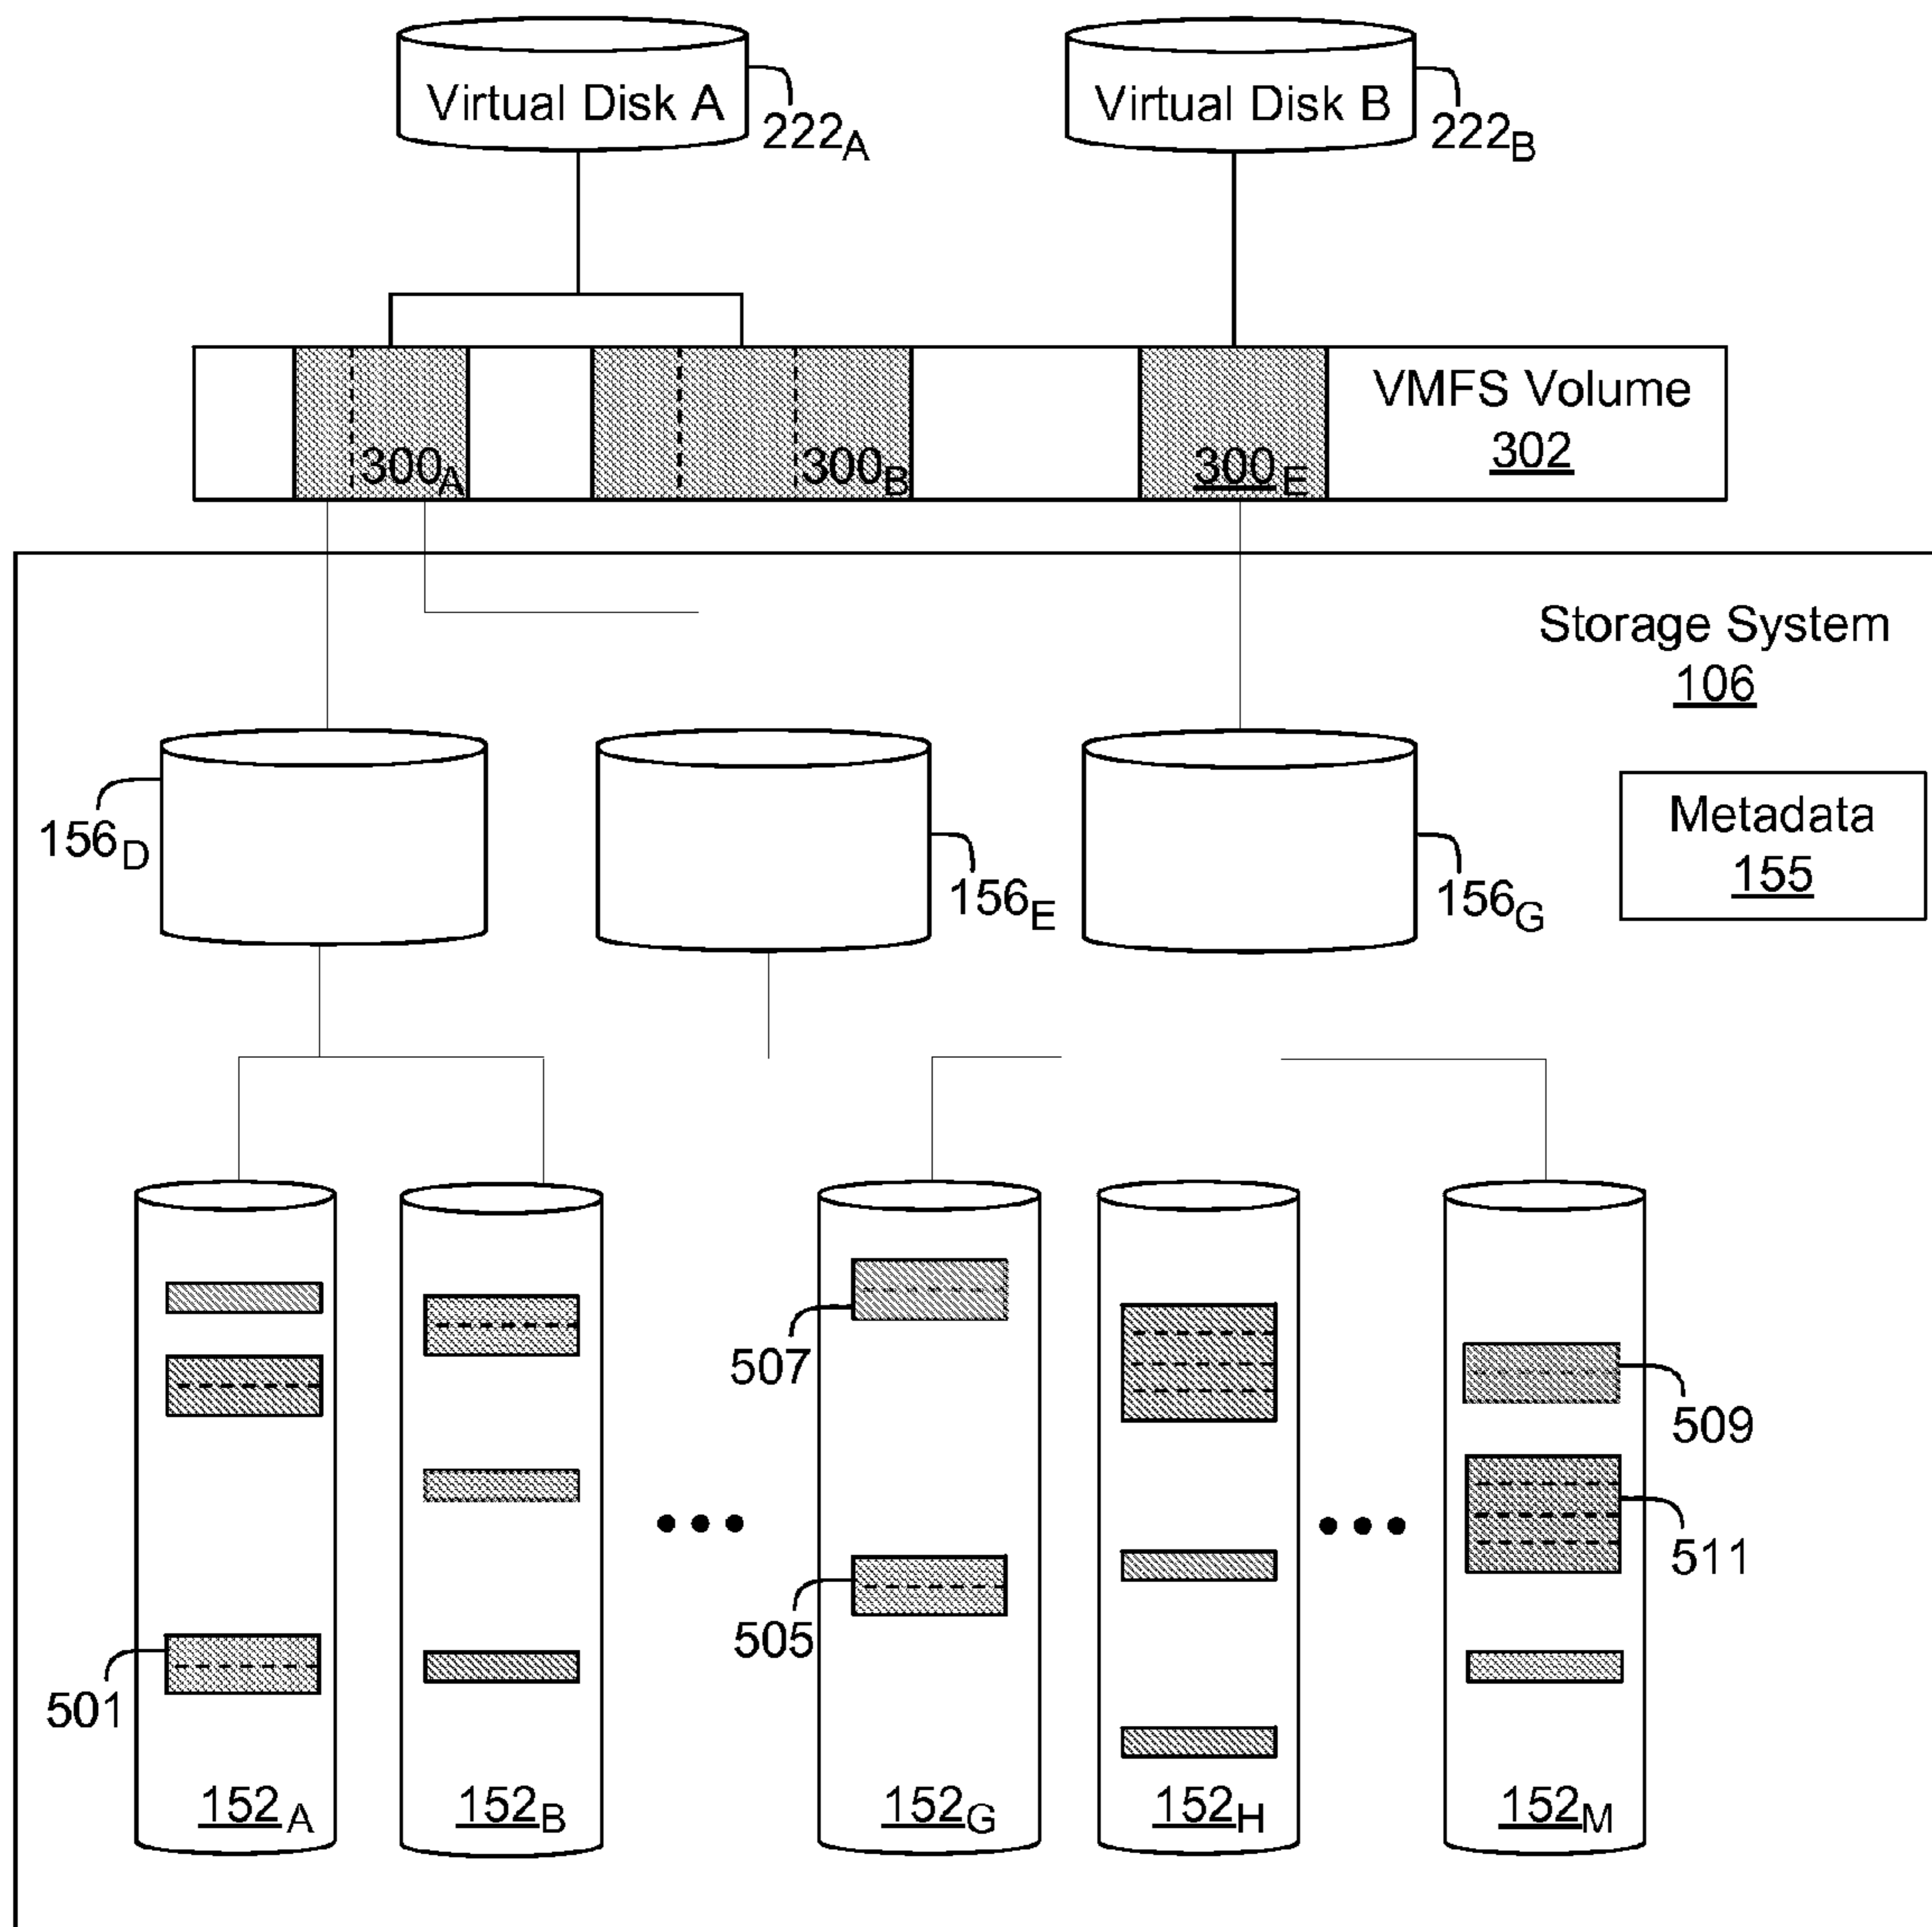 Virtual Disk A
222A
Virtual Disk B
222B
300A
300B
300E
VMFS Volume
302
Storage System
106
156D
156E
156G
Metadata
155
507
509
511
505
501
152A
152B
152G
152H
152M